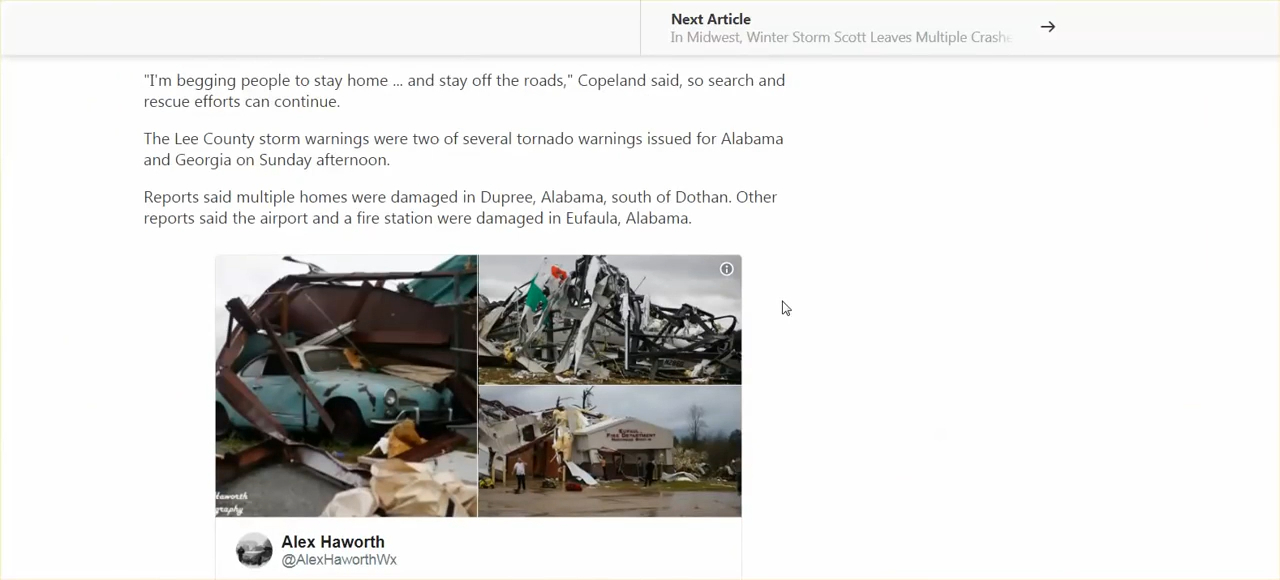 Next Article
In Midwest, Winter Storm Scott Leaves Multiple
"I'm begging people to stay home ... and stay off the roads," Copeland said, so search and
rescue efforts can continue.
The Lee County storm warnings were two of several tornado warnings issued for Alabama
and Georgia on Sunday afternoon.
Reports said multiple homes were damaged in Dupree, Alabama, south of Dothan. Other
reports said the airport and a fire station were damaged in Eufaula, Alabama.
FIRE DEPARTMENT
Alex Haworth
@AlexHaworthWx